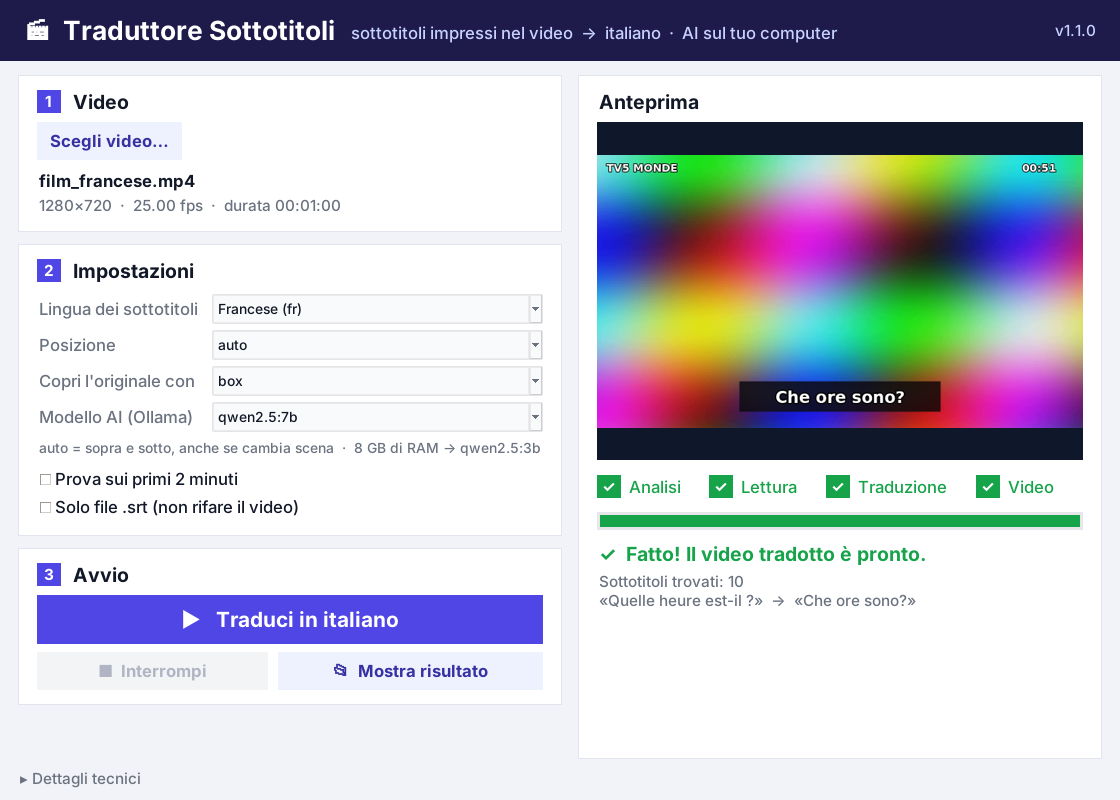 Traduttore Sottotitoli sottotitoli impressi nel video → italiano · AI sul tuo computer v1.1.0
1 Video
Scegli video…
film_francese.mp4
1280×720 · 25.00 fps · durata 00:01:00
2 Impostazioni
Lingua dei sottotitoli Francese (fr)
Posizione auto
Copri l'originale con box
Modello AI (Ollama) qwen2.5:7b
auto = sopra e sotto, anche se cambia scena · 8 GB di RAM → qwen2.5:3b
Prova sui primi 2 minuti
Solo file .srt (non rifare il video)
3 Avvio
▶ Traduci in italiano
■ Interrompi Mostra risultato
Anteprima
TV5 MONDE 00:51
Che ore sono?
✓ Analisi ✓ Lettura ✓ Traduzione ✓ Video
✓ Fatto! Il video tradotto è pronto.
Sottotitoli trovati: 10
«Quelle heure est-il ?» → «Che ore sono?»
▸ Dettagli tecnici